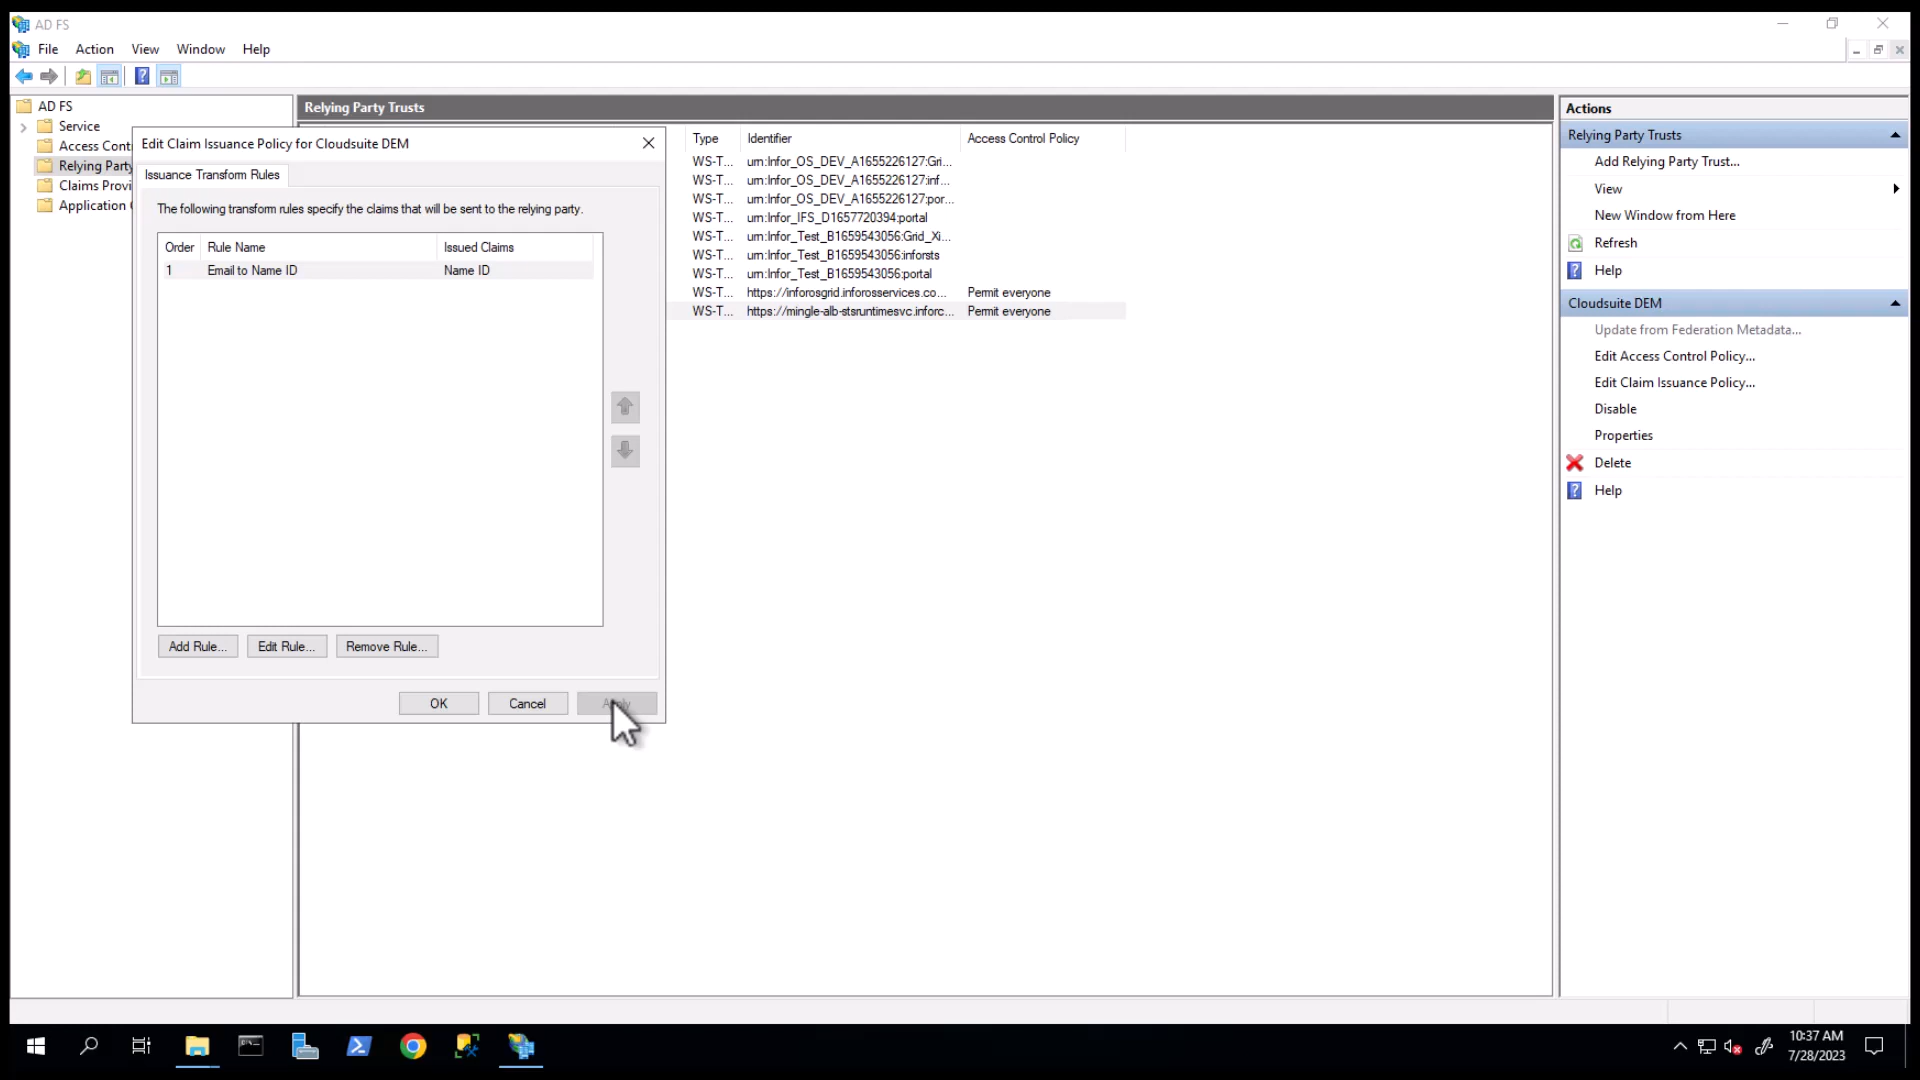 AD FS
File Action View Window Help
AD FS
Service
Access Cont
Relying Party
Claims Provi
Application
Relying Party Trusts
Type Identifier Access Control Policy
WS-T... urn:Infor_OS_DEV_A1655226127:Gri...
WS-T... urn:Infor_OS_DEV_A1655226127:inf...
WS-T... urn:Infor_OS_DEV_A1655226127:por...
WS-T... urn:Infor_IFS_D1657720394:portal
WS-T... urn:Infor_Test_B1659543056:Grid_Xi...
WS-T... urn:Infor_Test_B1659543056:inforsts
WS-T... urn:Infor_Test_B1659543056:portal
WS-T... https://inforosgrid.inforosservices.co... Permit everyone
WS-T... https://mingle-alb-stsruntimesvc.inforc... Permit everyone
Edit Claim Issuance Policy for Cloudsuite DEM
Issuance Transform Rules
The following transform rules specify the claims that will be sent to the relying party.
Order Rule Name Issued Claims
1 Email to Name ID Name ID
Add Rule... Edit Rule... Remove Rule...
OK Cancel
Actions
Relying Party Trusts
Add Relying Party Trust...
View
New Window from Here
Refresh
Help
Cloudsuite DEM
Update from Federation Metadata...
Edit Access Control Policy...
Edit Claim Issuance Policy...
Disable
Properties
Delete
Help
10:37 AM
7/28/2023